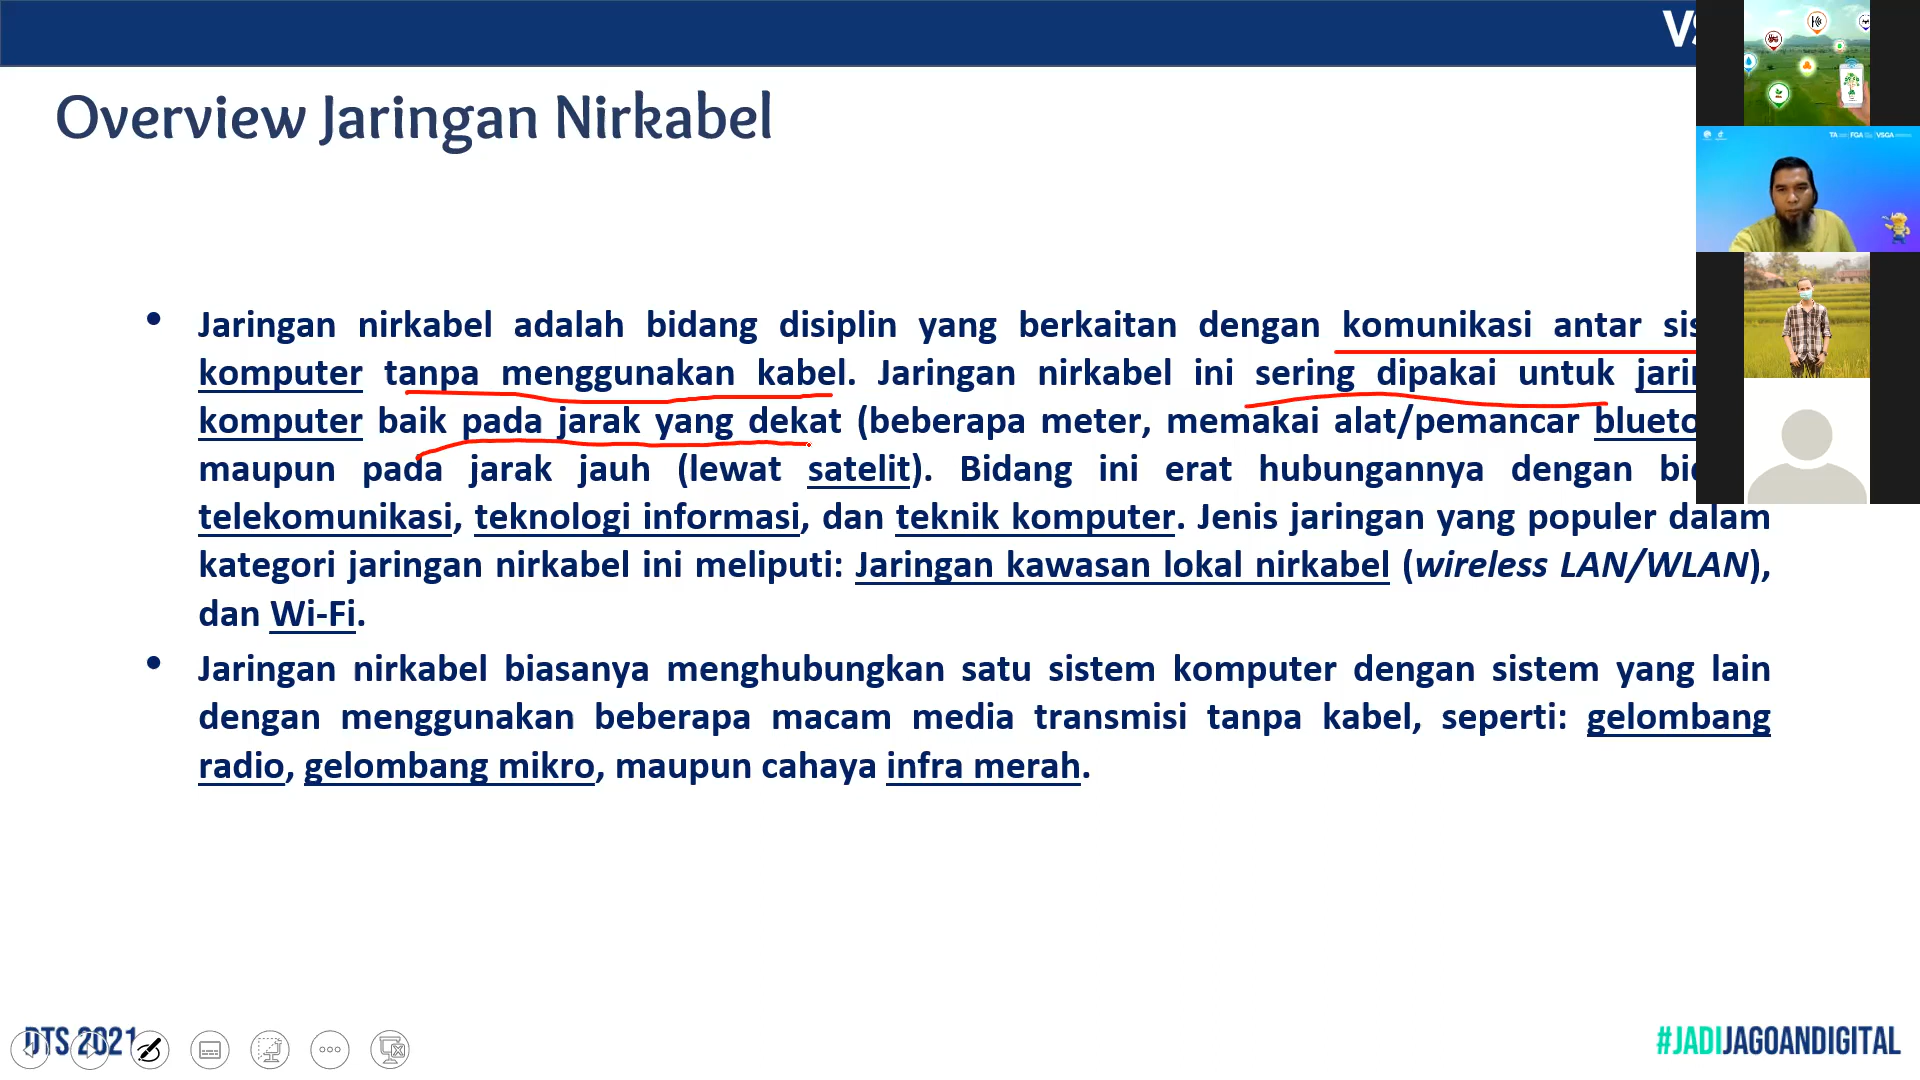 Overview Jaringan Nirkabel
TA FGA VSGA
• Jaringan nirkabel adalah bidang disiplin yang berkaitan dengan komunikasi antar
komputer tanpa menggunakan kabel. Jaringan nirkabel ini sering dipakai untuk
komputer baik pada jarak yang dekat (beberapa meter, memakai alat/pemancar
maupun pada jarak jauh (lewat satelit). Bidang ini erat hubungannya dengan
telekomunikasi, teknologi informasi, dan teknik komputer. Jenis jaringan yang populer dalam
kategori jaringan nirkabel ini meliputi: Jaringan kawasan lokal nirkabel (wireless LAN/WLAN),
dan Wi-Fi.
• Jaringan nirkabel biasanya menghubungkan satu sistem komputer dengan sistem yang lain
dengan menggunakan beberapa macam media transmisi tanpa kabel, seperti: gelombang
radio, gelombang mikro, maupun cahaya infra merah.
DTS 2021
#JADIJAGOANDIGITAL